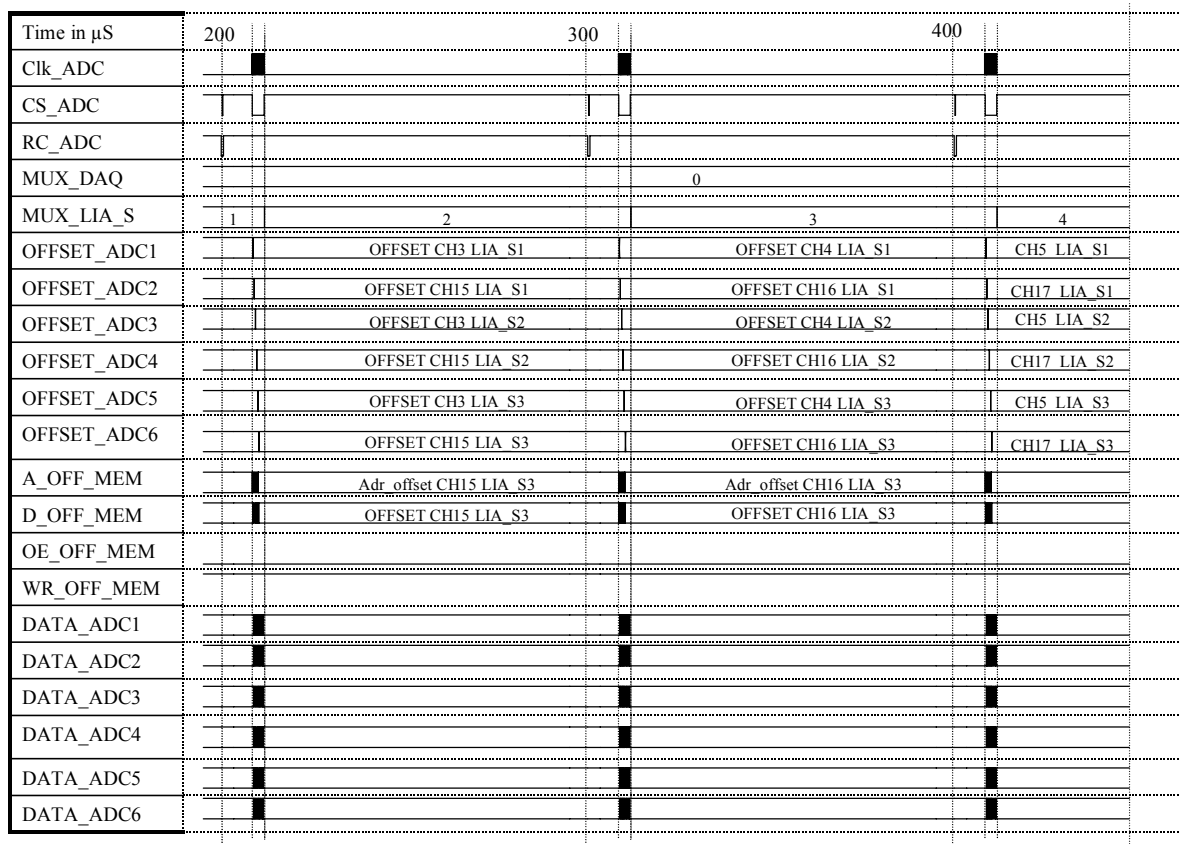 Time in µS 200 300 400
Clk_ADC
CS_ADC
RC_ADC
MUX_DAQ 0
MUX_LIA_S 1 2 3 4
OFFSET_ADC1 OFFSET CH3 LIA_S1 OFFSET CH4 LIA_S1 CH5 LIA_S1
OFFSET_ADC2 OFFSET CH15 LIA_S1 OFFSET CH16 LIA_S1 CH17 LIA_S1
OFFSET_ADC3 OFFSET CH3 LIA_S2 OFFSET CH4 LIA_S2 CH5 LIA_S2
OFFSET_ADC4 OFFSET CH15 LIA_S2 OFFSET CH16 LIA_S2 CH17 LIA_S2
OFFSET_ADC5 OFFSET CH3 LIA_S3 OFFSET CH4 LIA_S3 CH5 LIA_S3
OFFSET_ADC6 OFFSET CH15 LIA_S3 OFFSET CH16 LIA_S3 CH17 LIA_S3
A_OFF_MEM Adr_offset CH15 LIA_S3 Adr_offset CH16 LIA_S3
D_OFF_MEM OFFSET CH15 LIA_S3 OFFSET CH16 LIA_S3
OE_OFF_MEM
WR_OFF_MEM
DATA_ADC1
DATA_ADC2
DATA_ADC3
DATA_ADC4
DATA_ADC5
DATA_ADC6